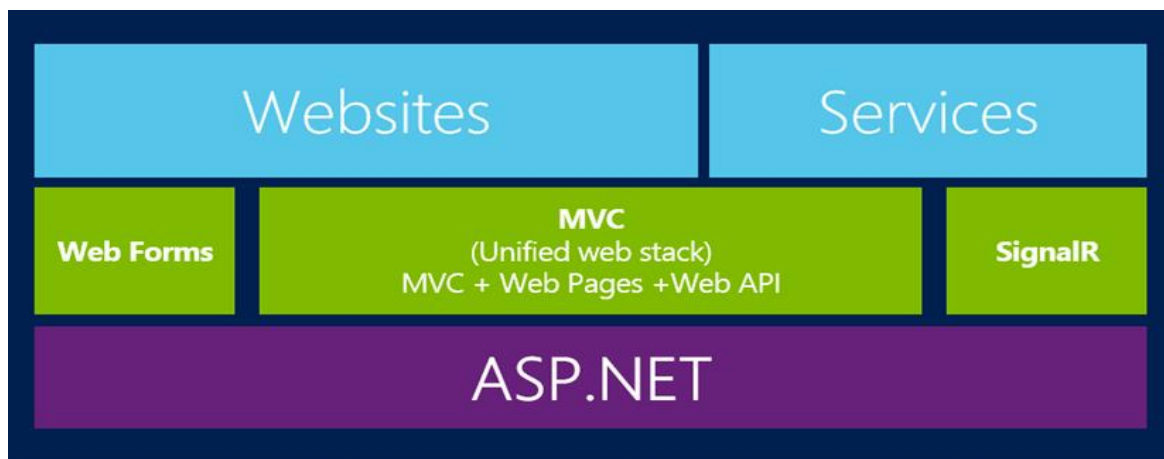 Websites
Services
Web Forms
MVC
(Unified web stack)
MVC + Web Pages +Web API
SignalR
ASP.NET